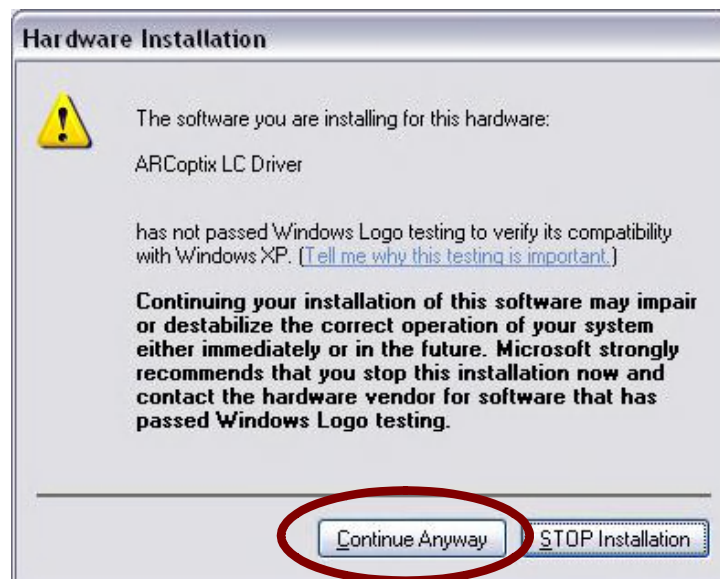 Hardware Installation
The software you are installing for this hardware:
ARCoptix LC Driver
has not passed Windows Logo testing to verify its compatibility
with Windows XP. (Tell me why this testing is important.)
Continuing your installation of this software may impair
or destabilize the correct operation of your system
either immediately or in the future. Microsoft strongly
recommends that you stop this installation now and
contact the hardware vendor for software that has
passed Windows Logo testing.
Continue Anyway
STOP Installation